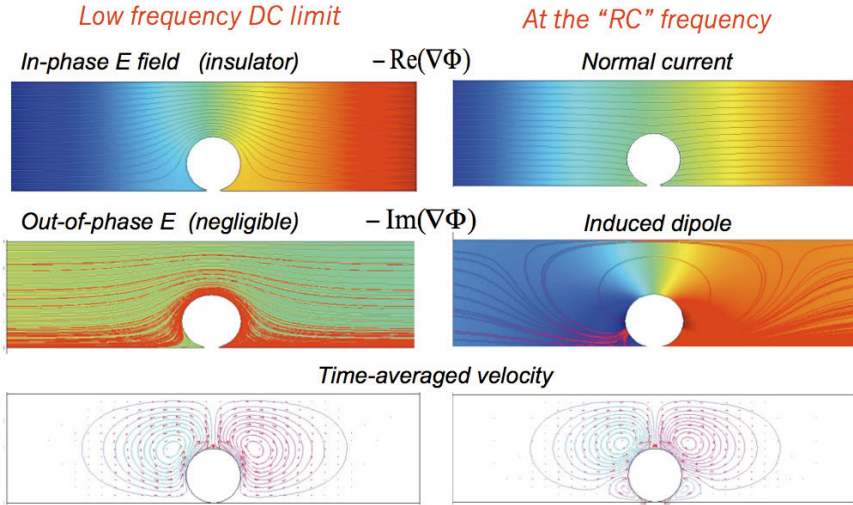 Low frequency DC limit
At the “RC” frequency
In-phase E field (insulator)
− Re(∇Φ)
Normal current
Out-of-phase E (negligible)
− Im(∇Φ)
Induced dipole
Time-averaged velocity